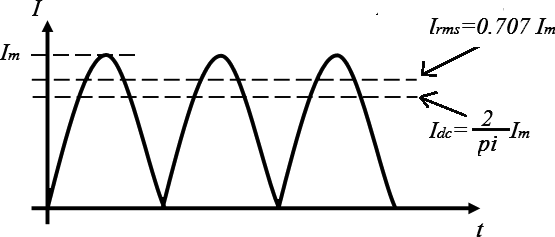 I
Im
Irms=0.707 Im
Idc= 2/pi Im
t